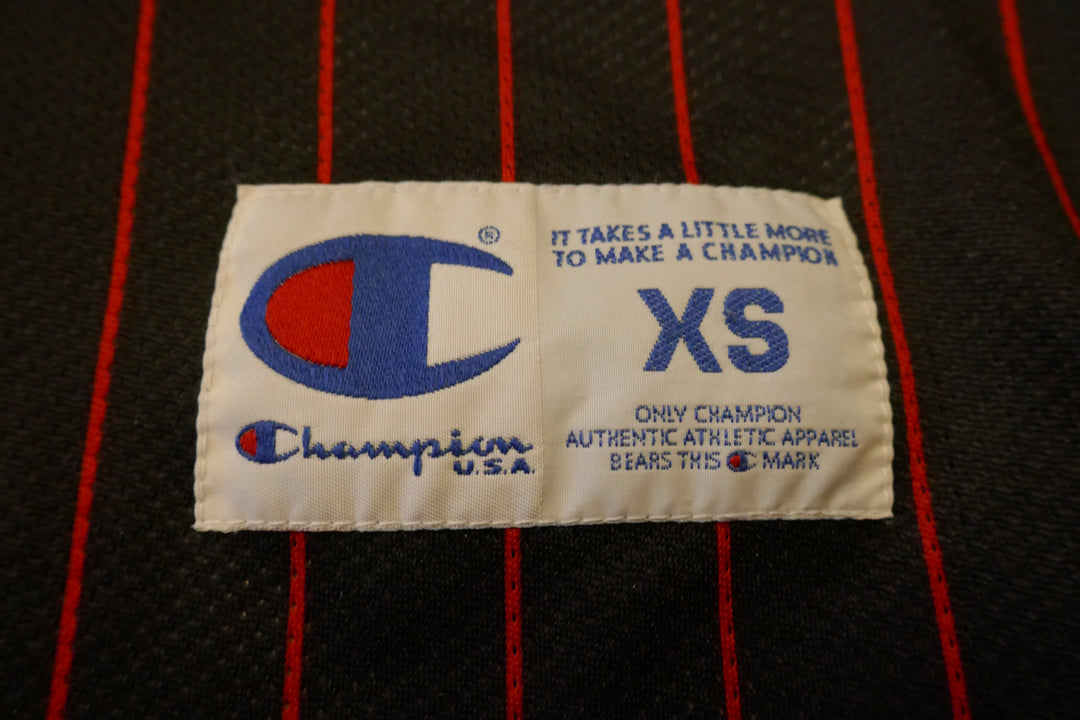 ®
Champion
U.S.A.
IT TAKES A LITTLE MORE
TO MAKE A CHAMPION
XS
ONLY CHAMPION
AUTHENTIC ATHLETIC APPAREL
BEARS THIS C MARK